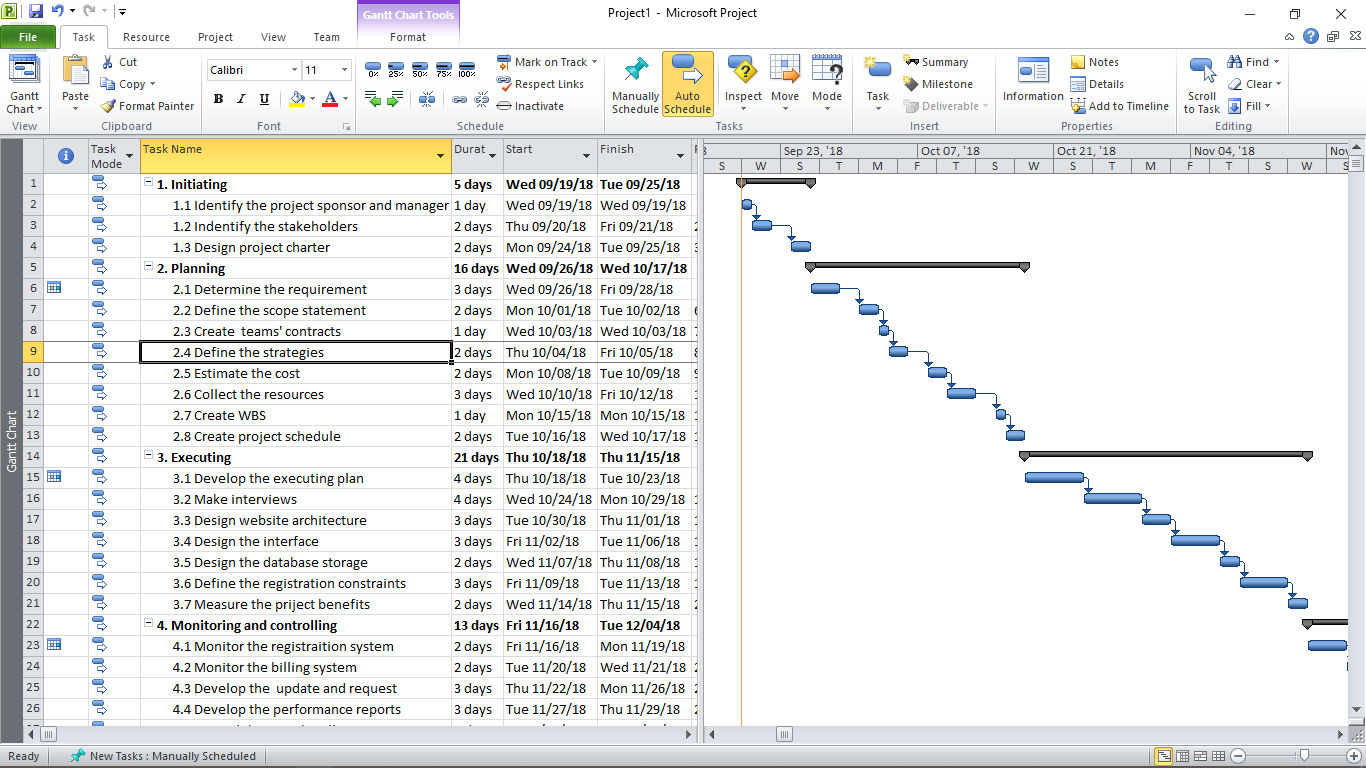 Project1 - Microsoft Project
Gantt Chart Tools
File Task Resource Project View Team Format
Gantt Chart
View
Paste
Cut
Copy
Format Painter
Clipboard
Calibri 11
B I U A
Font
0% 25% 50% 75% 100%
Mark on Track
Respect Links
Inactivate
Schedule
Manually Schedule
Auto Schedule
Inspect
Move
Mode
Tasks
Task
Summary
Milestone
Deliverable
Insert
Information
Notes
Details
Add to Timeline
Properties
Scroll to Task
Find
Clear
Fill
Editing
Task Mode Task Name Durat Start Finish
Sep 23, '18 Oct 07, '18 Oct 21, '18 Nov 04, '18
S W S T M F T S W S T M F T S W S
1 1. Initiating 5 days Wed 09/19/18 Tue 09/25/18
2 1.1 Identify the project sponsor and manager 1 day Wed 09/19/18 Wed 09/19/18
3 1.2 Indentify the stakeholders 2 days Thu 09/20/18 Fri 09/21/18
4 1.3 Design project charter 2 days Mon 09/24/18 Tue 09/25/18
5 2. Planning 16 days Wed 09/26/18 Wed 10/17/18
6 2.1 Determine the requirement 3 days Wed 09/26/18 Fri 09/28/18
7 2.2 Define the scope statement 2 days Mon 10/01/18 Tue 10/02/18
8 2.3 Create teams' contracts 1 day Wed 10/03/18 Wed 10/03/18
9 2.4 Define the strategies 2 days Thu 10/04/18 Fri 10/05/18
10 2.5 Estimate the cost 2 days Mon 10/08/18 Tue 10/09/18
11 2.6 Collect the resources 3 days Wed 10/10/18 Fri 10/12/18
12 2.7 Create WBS 1 day Mon 10/15/18 Mon 10/15/18
13 2.8 Create project schedule 2 days Tue 10/16/18 Wed 10/17/18
14 3. Executing 21 days Thu 10/18/18 Thu 11/15/18
15 3.1 Develop the executing plan 4 days Thu 10/18/18 Tue 10/23/18
16 3.2 Make interviews 4 days Wed 10/24/18 Mon 10/29/18
17 3.3 Design website architecture 3 days Tue 10/30/18 Thu 11/01/18
18 3.4 Design the interface 3 days Fri 11/02/18 Tue 11/06/18
19 3.5 Design the database storage 2 days Wed 11/07/18 Thu 11/08/18
20 3.6 Define the registration constraints 3 days Fri 11/09/18 Tue 11/13/18
21 3.7 Measure the priject benefits 2 days Wed 11/14/18 Thu 11/15/18
22 4. Monitoring and controlling 13 days Fri 11/16/18 Tue 12/04/18
23 4.1 Monitor the registraition system 2 days Fri 11/16/18 Mon 11/19/18
24 4.2 Monitor the billing system 2 days Tue 11/20/18 Wed 11/21/18
25 4.3 Develop the update and request 3 days Thu 11/22/18 Mon 11/26/18
26 4.4 Develop the performance reports 3 days Tue 11/27/18 Thu 11/29/18
Gantt Chart
Ready New Tasks : Manually Scheduled